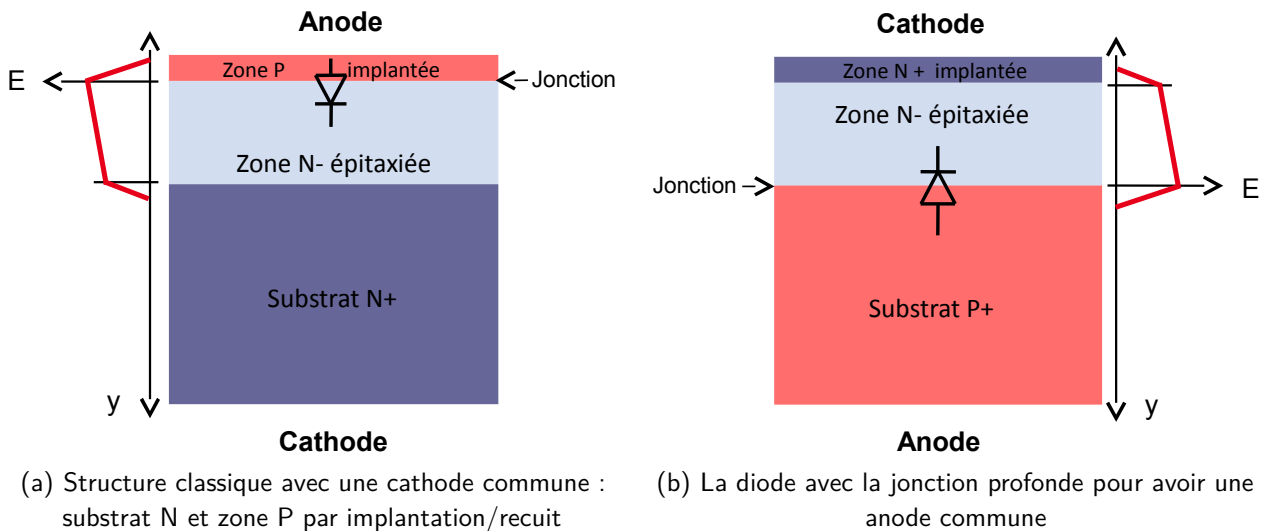 Anode
Zone P implantée
E
Jonction
Zone N- épitaxiée
Substrat N+
y
Cathode
(a) Structure classique avec une cathode commune :
substrat N et zone P par implantation/recuit
Cathode
Zone N + implantée
Zone N- épitaxiée
Jonction
E
Substrat P+
y
Anode
(b) La diode avec la jonction profonde pour avoir une
anode commune